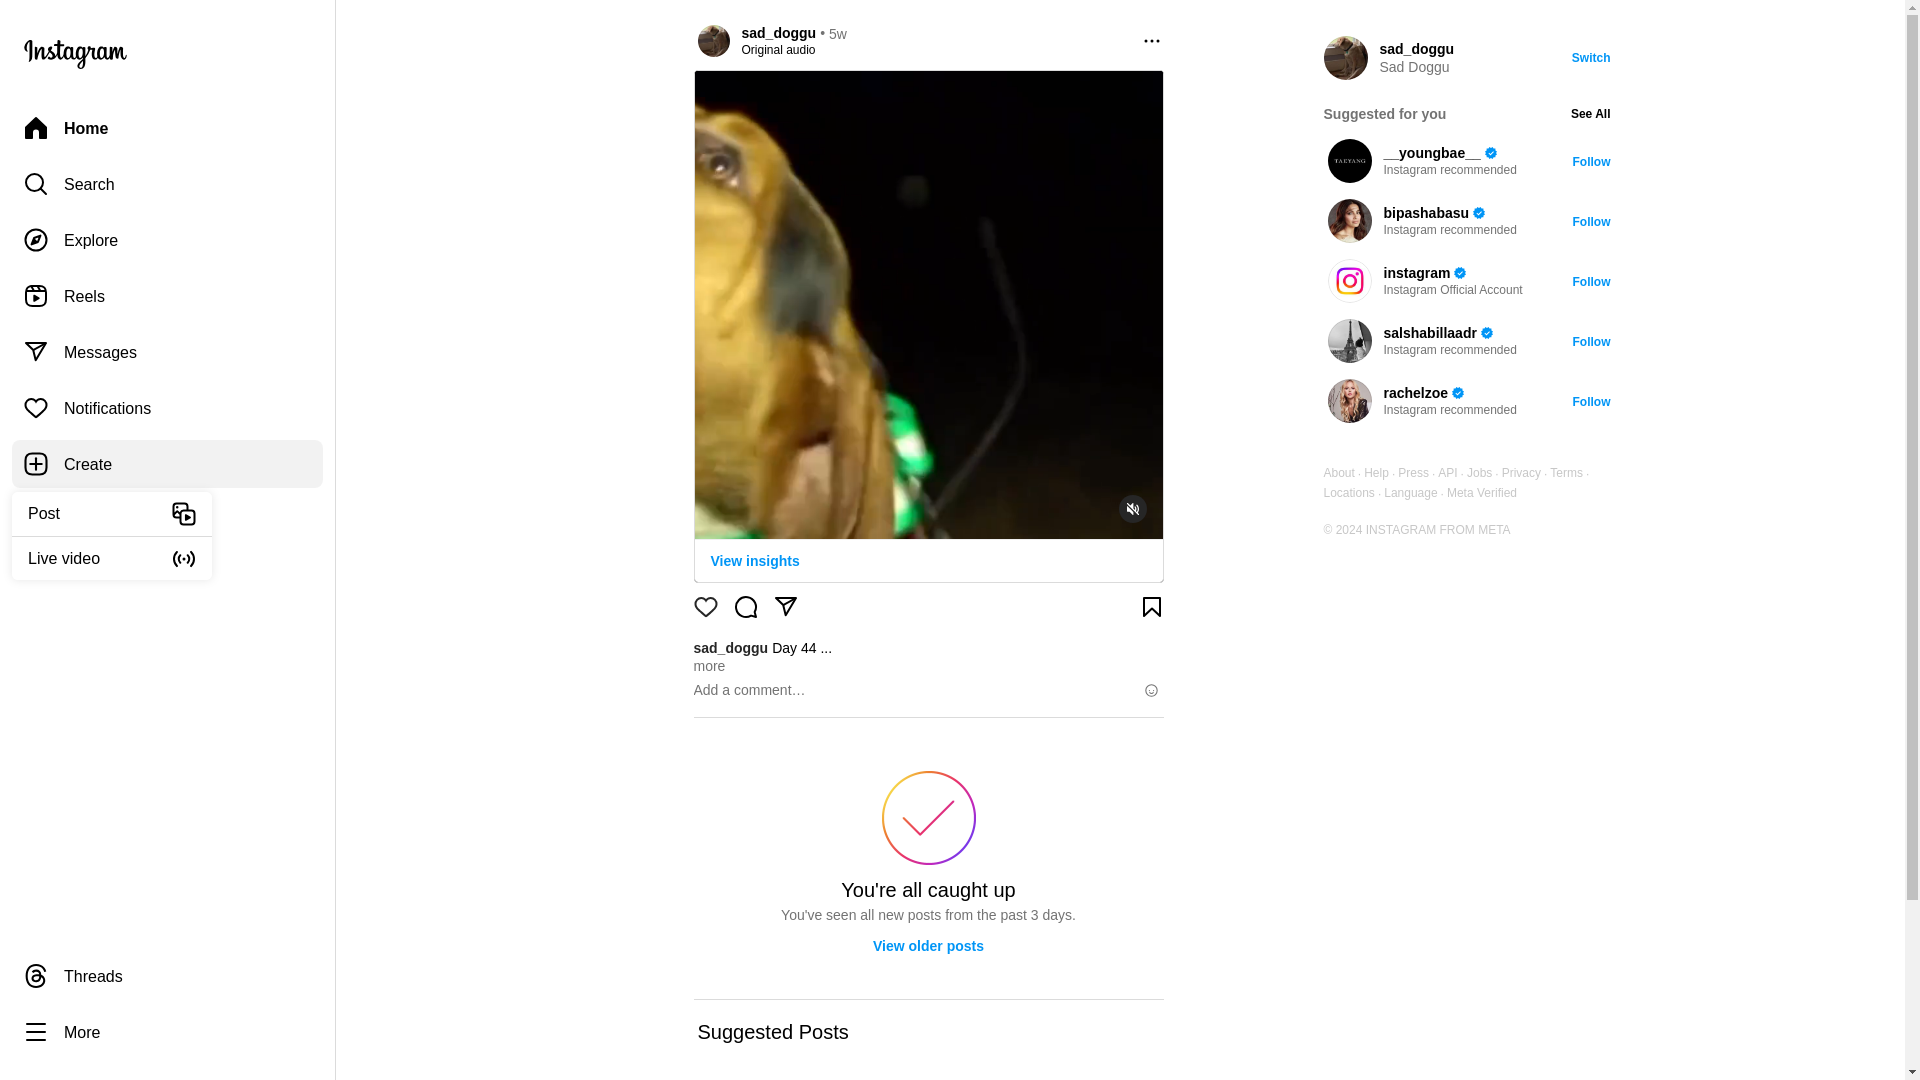 Instagram
Home
Search
Explore
Reels
Messages
Notifications
Create
Post
Live video
Threads
More
sad_doggu • 5w
Original audio
View insights
sad_doggu Day 44 ...
more
Add a comment…
You're all caught up
You've seen all new posts from the past 3 days.
View older posts
Suggested Posts
sad_doggu
Sad Doggu
Switch
Suggested for you
See All
TAEYANG
__youngbae__
Instagram recommended
Follow
bipashabasu
Instagram recommended
Follow
instagram
Instagram Official Account
Follow
salshabillaadr
Instagram recommended
Follow
rachelzoe
Instagram recommended
Follow
About · Help · Press · API · Jobs · Privacy · Terms ·
Locations · Language · Meta Verified
© 2024 INSTAGRAM FROM META